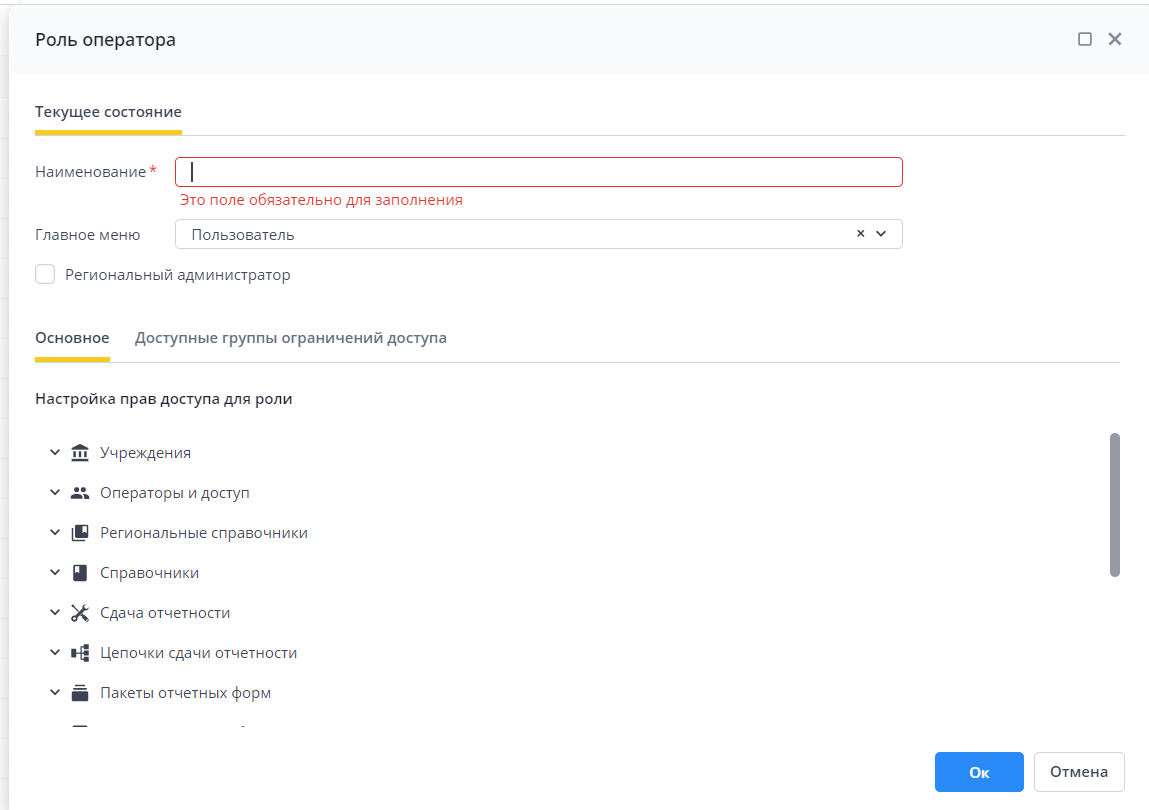 Роль оператора
Текущее состояние
Наименование *
Это поле обязательно для заполнения
Главное меню Пользователь
Региональный администратор
Основное Доступные группы ограничений доступа
Настройка прав доступа для роли
Учреждения
Операторы и доступ
Региональные справочники
Справочники
Сдача отчетности
Цепочки сдачи отчетности
Пакеты отчетных форм
Ок Отмена